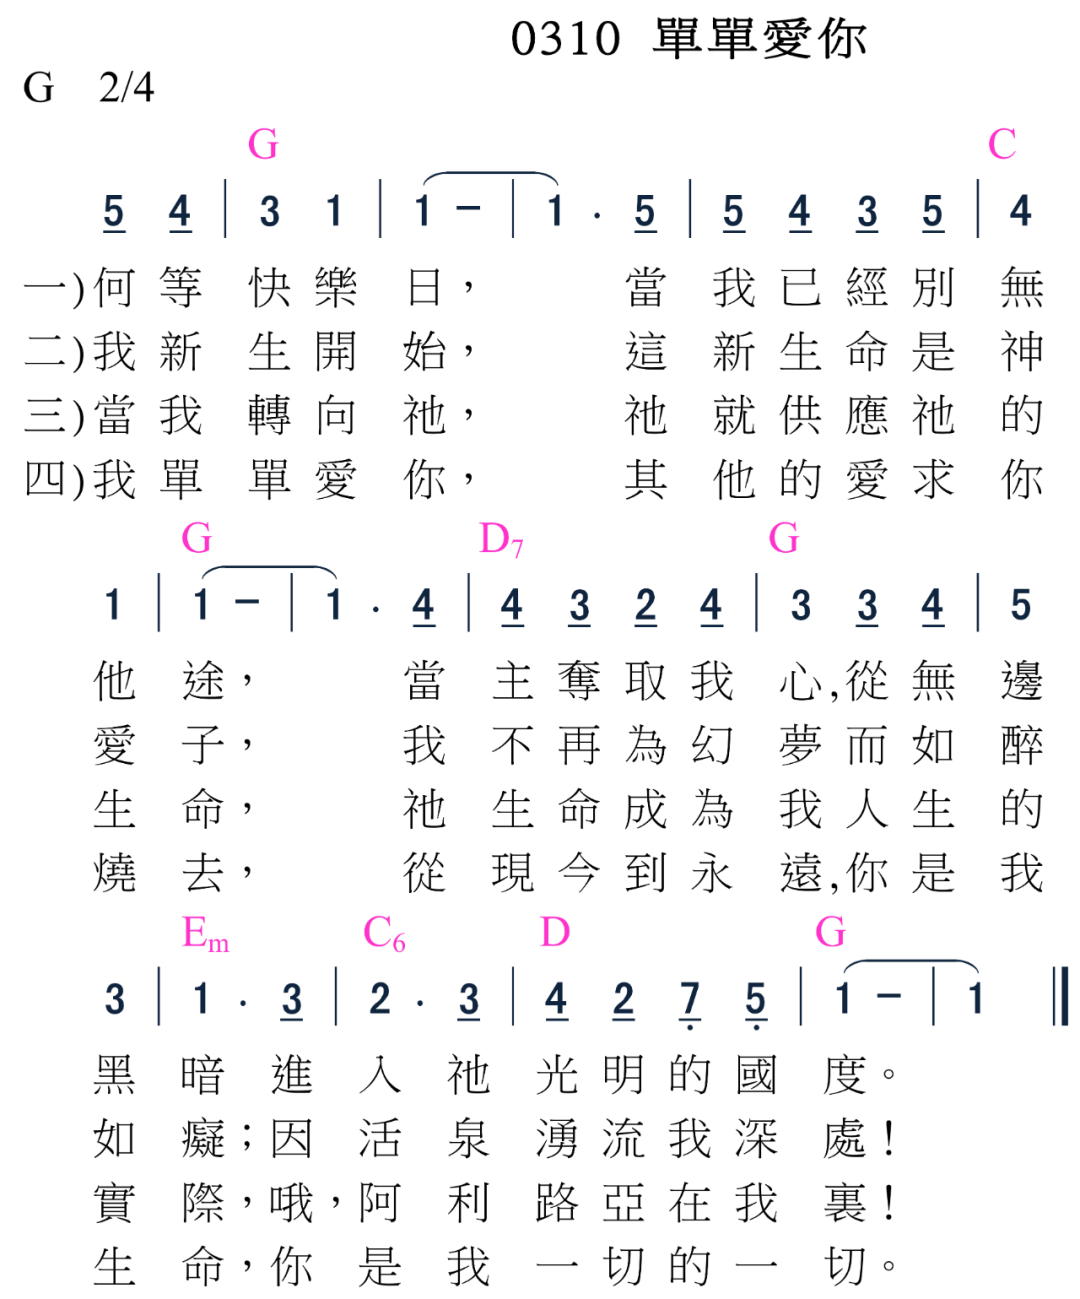 0310 單單愛你
G 2/4
G C
5 4 | 3 1 | 1 – | 1 . 5 | 5 4 3 5 | 4
一)何等快樂日，當我已經別無
二)我新生開始，這新生命是神
三)當我轉向祂，祂就供應祂的
四)我單單愛你，其他的愛求你
G D7 G
1 | 1 – | 1 . 4 | 4 3 2 4 | 3 3 4 | 5
他途，當主奪取我心,從無邊
愛子，我不再為幻夢而如醉
生命，祂生命成為我人生的
燒去，從現今到永遠,你是我
Em C6 D G
3 | 1 . 3 | 2 . 3 | 4 2 7 5 | 1 – | 1 ‖
黑暗進入祂光明的國度。
如癡；因活泉湧流我深處！
實際，哦，阿利路亞在我裏！
生命，你是我一切的一切。